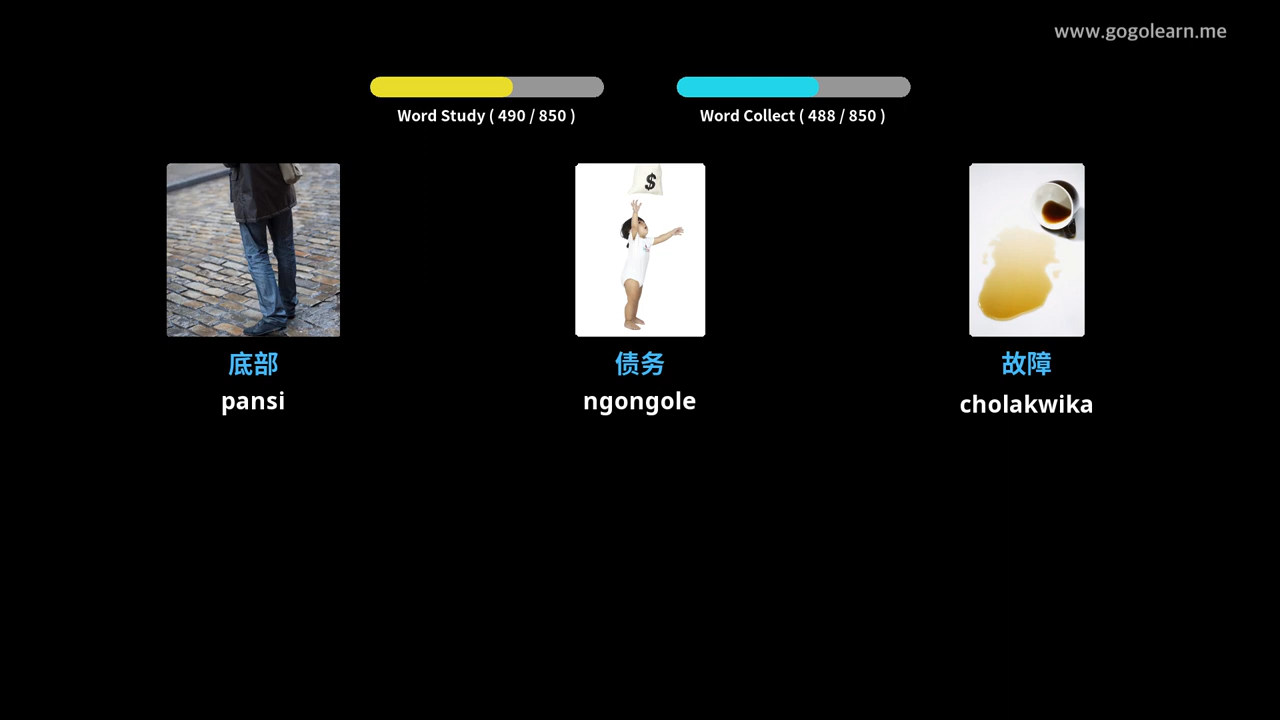 www.gogolearn.me
Word Study ( 490 / 850 )
Word Collect ( 488 / 850 )
$
底部
pansi
债务
ngongole
故障
cholakwika